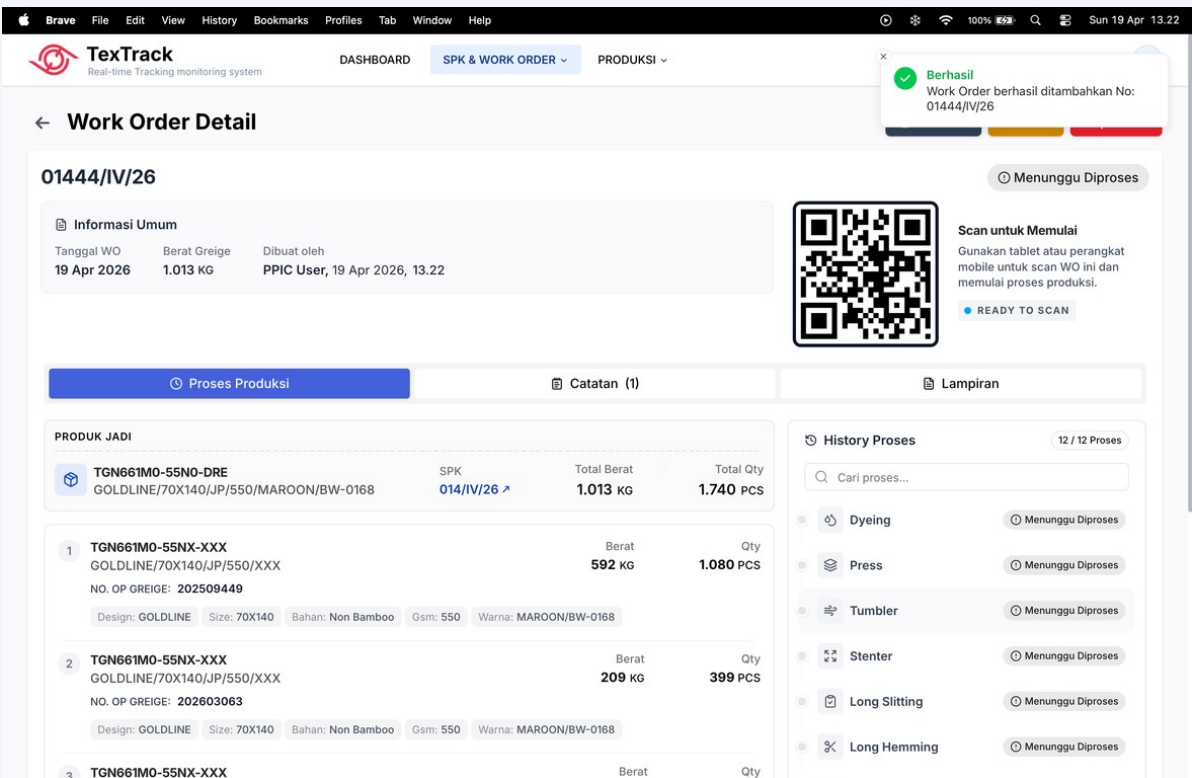 Brave File Edit View History Bookmarks Profiles Tab Window Help 100% Sun 19 Apr 13.22
TexTrack
Real-time Tracking monitoring system
DASHBOARD SPK & WORK ORDER PRODUKSI
Berhasil
Work Order berhasil ditambahkan No:
01444/IV/26
Work Order Detail
01444/IV/26
Menunggu Diproses
Informasi Umum
Tanggal WO Berat Greige Dibuat oleh
19 Apr 2026 1.013 KG PPIC User, 19 Apr 2026, 13.22
Scan untuk Memulai
Gunakan tablet atau perangkat
mobile untuk scan WO ini dan
memulai proses produksi.
READY TO SCAN
Proses Produksi Catatan (1) Lampiran
PRODUK JADI
TGN661M0-55N0-DRE
GOLDLINE/70X140/JP/550/MAROON/BW-0168
SPK
014/IV/26
Total Berat
1.013 KG
Total Qty
1.740 PCS
1
TGN661M0-55NX-XXX
GOLDLINE/70X140/JP/550/XXX
Berat
592 KG
Qty
1.080 PCS
NO. OP GREIGE: 202509449
Design: GOLDLINE Size: 70X140 Bahan: Non Bamboo Gsm: 550 Warna: MAROON/BW-0168
2
TGN661M0-55NX-XXX
GOLDLINE/70X140/JP/550/XXX
Berat
209 KG
Qty
399 PCS
NO. OP GREIGE: 202603063
Design: GOLDLINE Size: 70X140 Bahan: Non Bamboo Gsm: 550 Warna: MAROON/BW-0168
3
TGN661M0-55NX-XXX
Berat
Qty
History Proses
12 / 12 Proses
Cari proses...
Dyeing Menunggu Diproses
Press Menunggu Diproses
Tumbler Menunggu Diproses
Stenter Menunggu Diproses
Long Slitting Menunggu Diproses
Long Hemming Menunggu Diproses